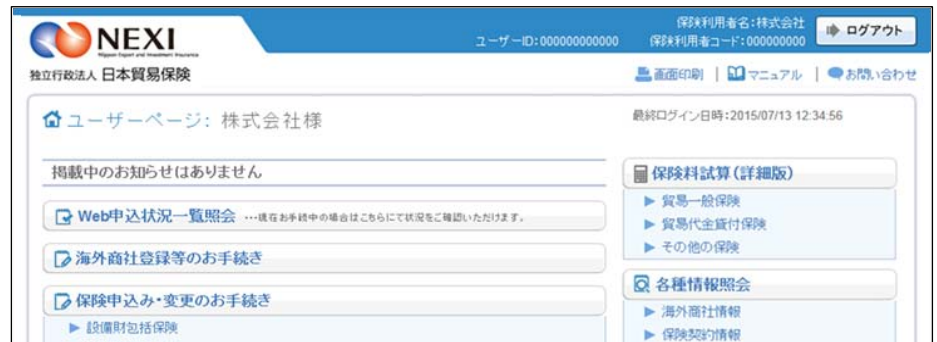 NEXI
Nippon Export and Investment Insurance
独立行政法人 日本貿易保険
ユーザーID:000000000000
保険利用者名:株式会社
保険利用者コード:000000000
ログアウト
画面印刷 | マニュアル | お問い合わせ
ユーザーページ: 株式会社様
最終ログイン日時:2015/07/13 12:34:56
掲載中のお知らせはありません
Web申込状況一覧照会 …現在お手続中の場合はこちらにて状況をご確認いただけます。
海外商社登録等のお手続き
保険申込み・変更のお手続き
設備財包括保険
保険料試算(詳細版)
貿易一般保険
貿易代金貸付保険
その他の保険
各種情報照会
海外商社情報
保険契約情報